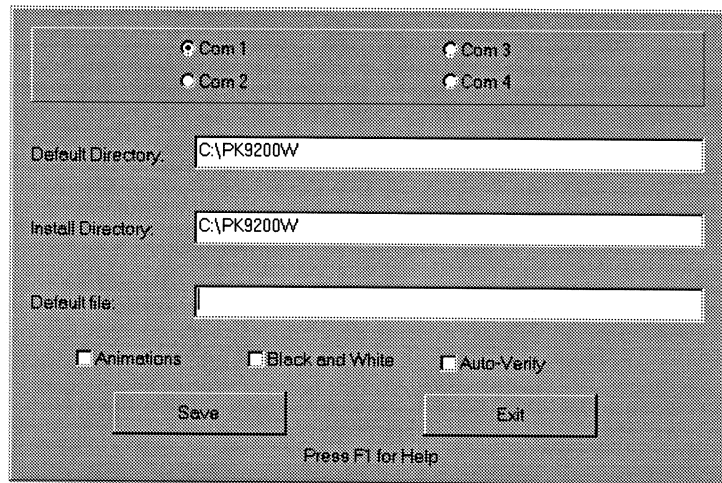 Com 1 Com 3
Com 2 Com 4
Default Directory: C:\PK9200W
Install Directory: C:\PK9200W
Default file:
Animations Black and White Auto-Verify
Save Exit
Press F1 for Help